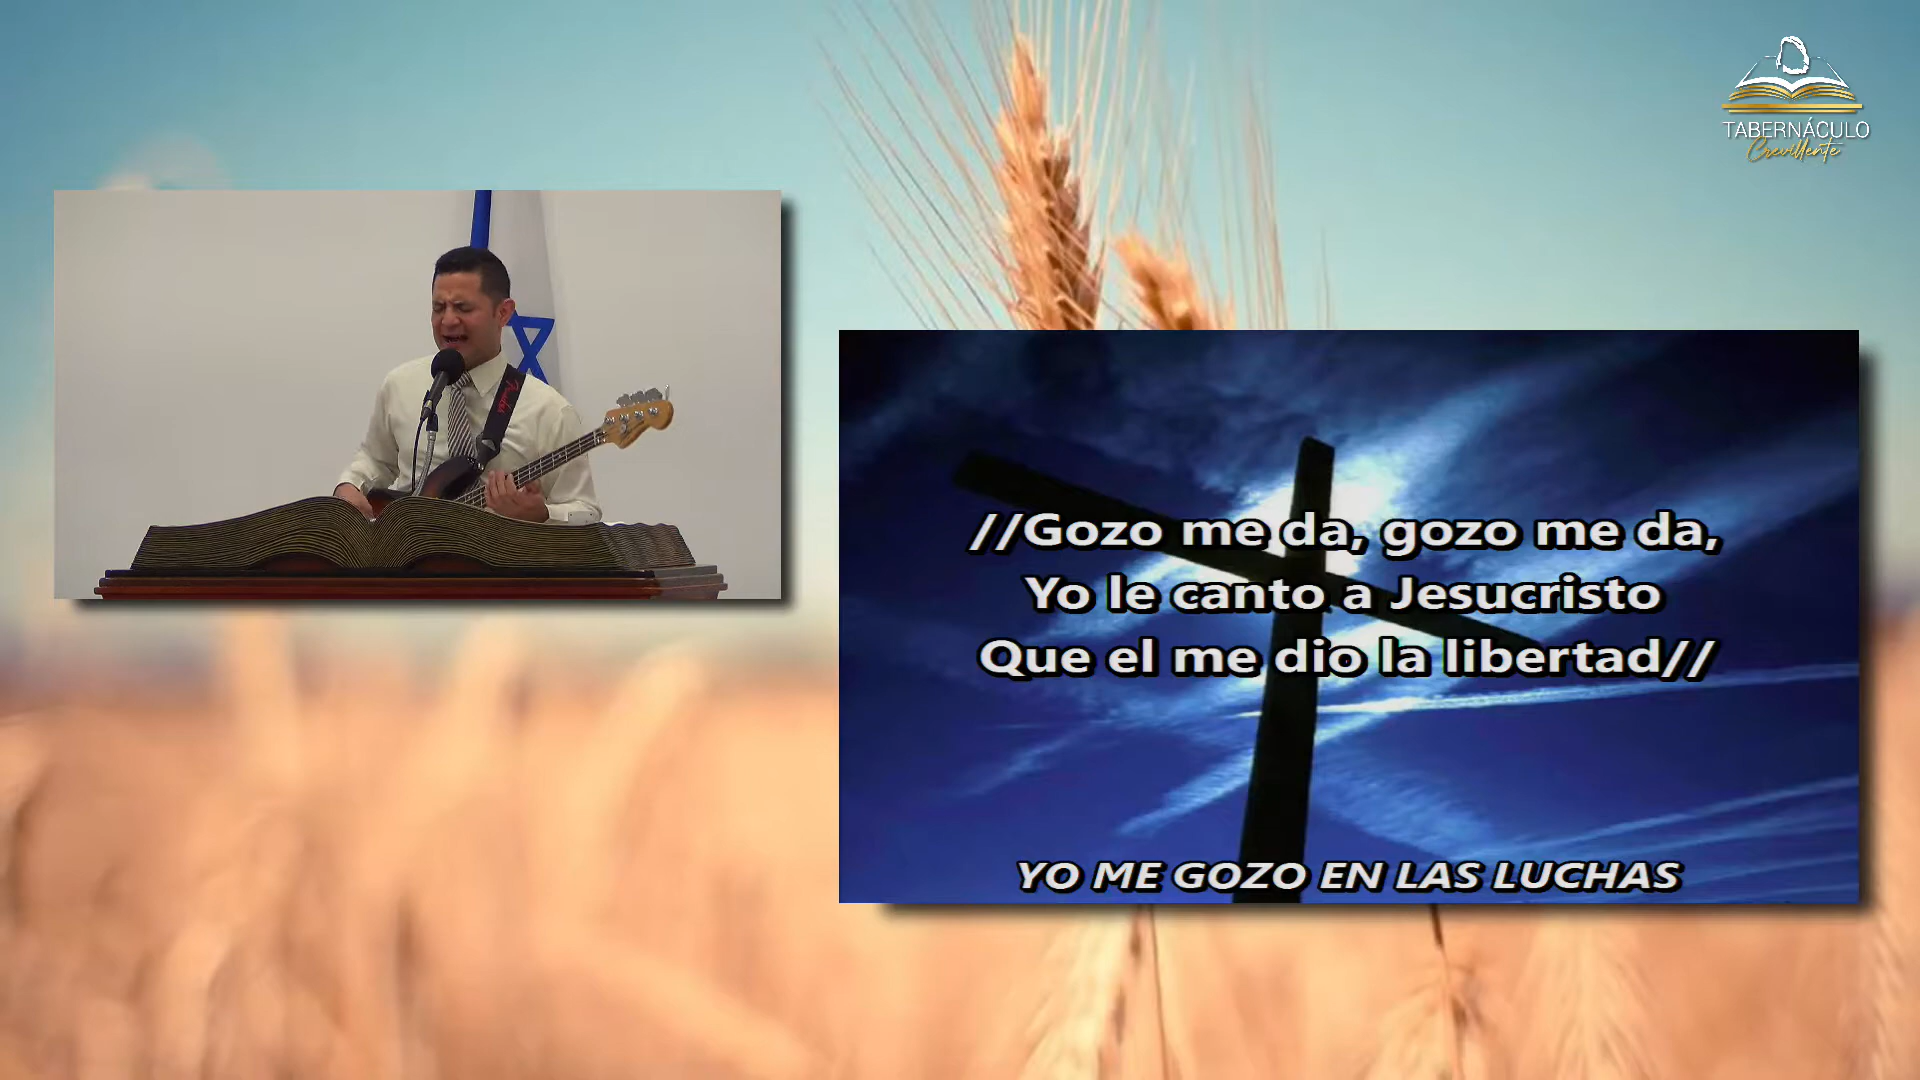 TABERNÁCULO
Crevillente
//Gozo me da, gozo me da,
Yo le canto a Jesucristo
Que el me dio la libertad//
YO ME GOZO EN LAS LUCHAS